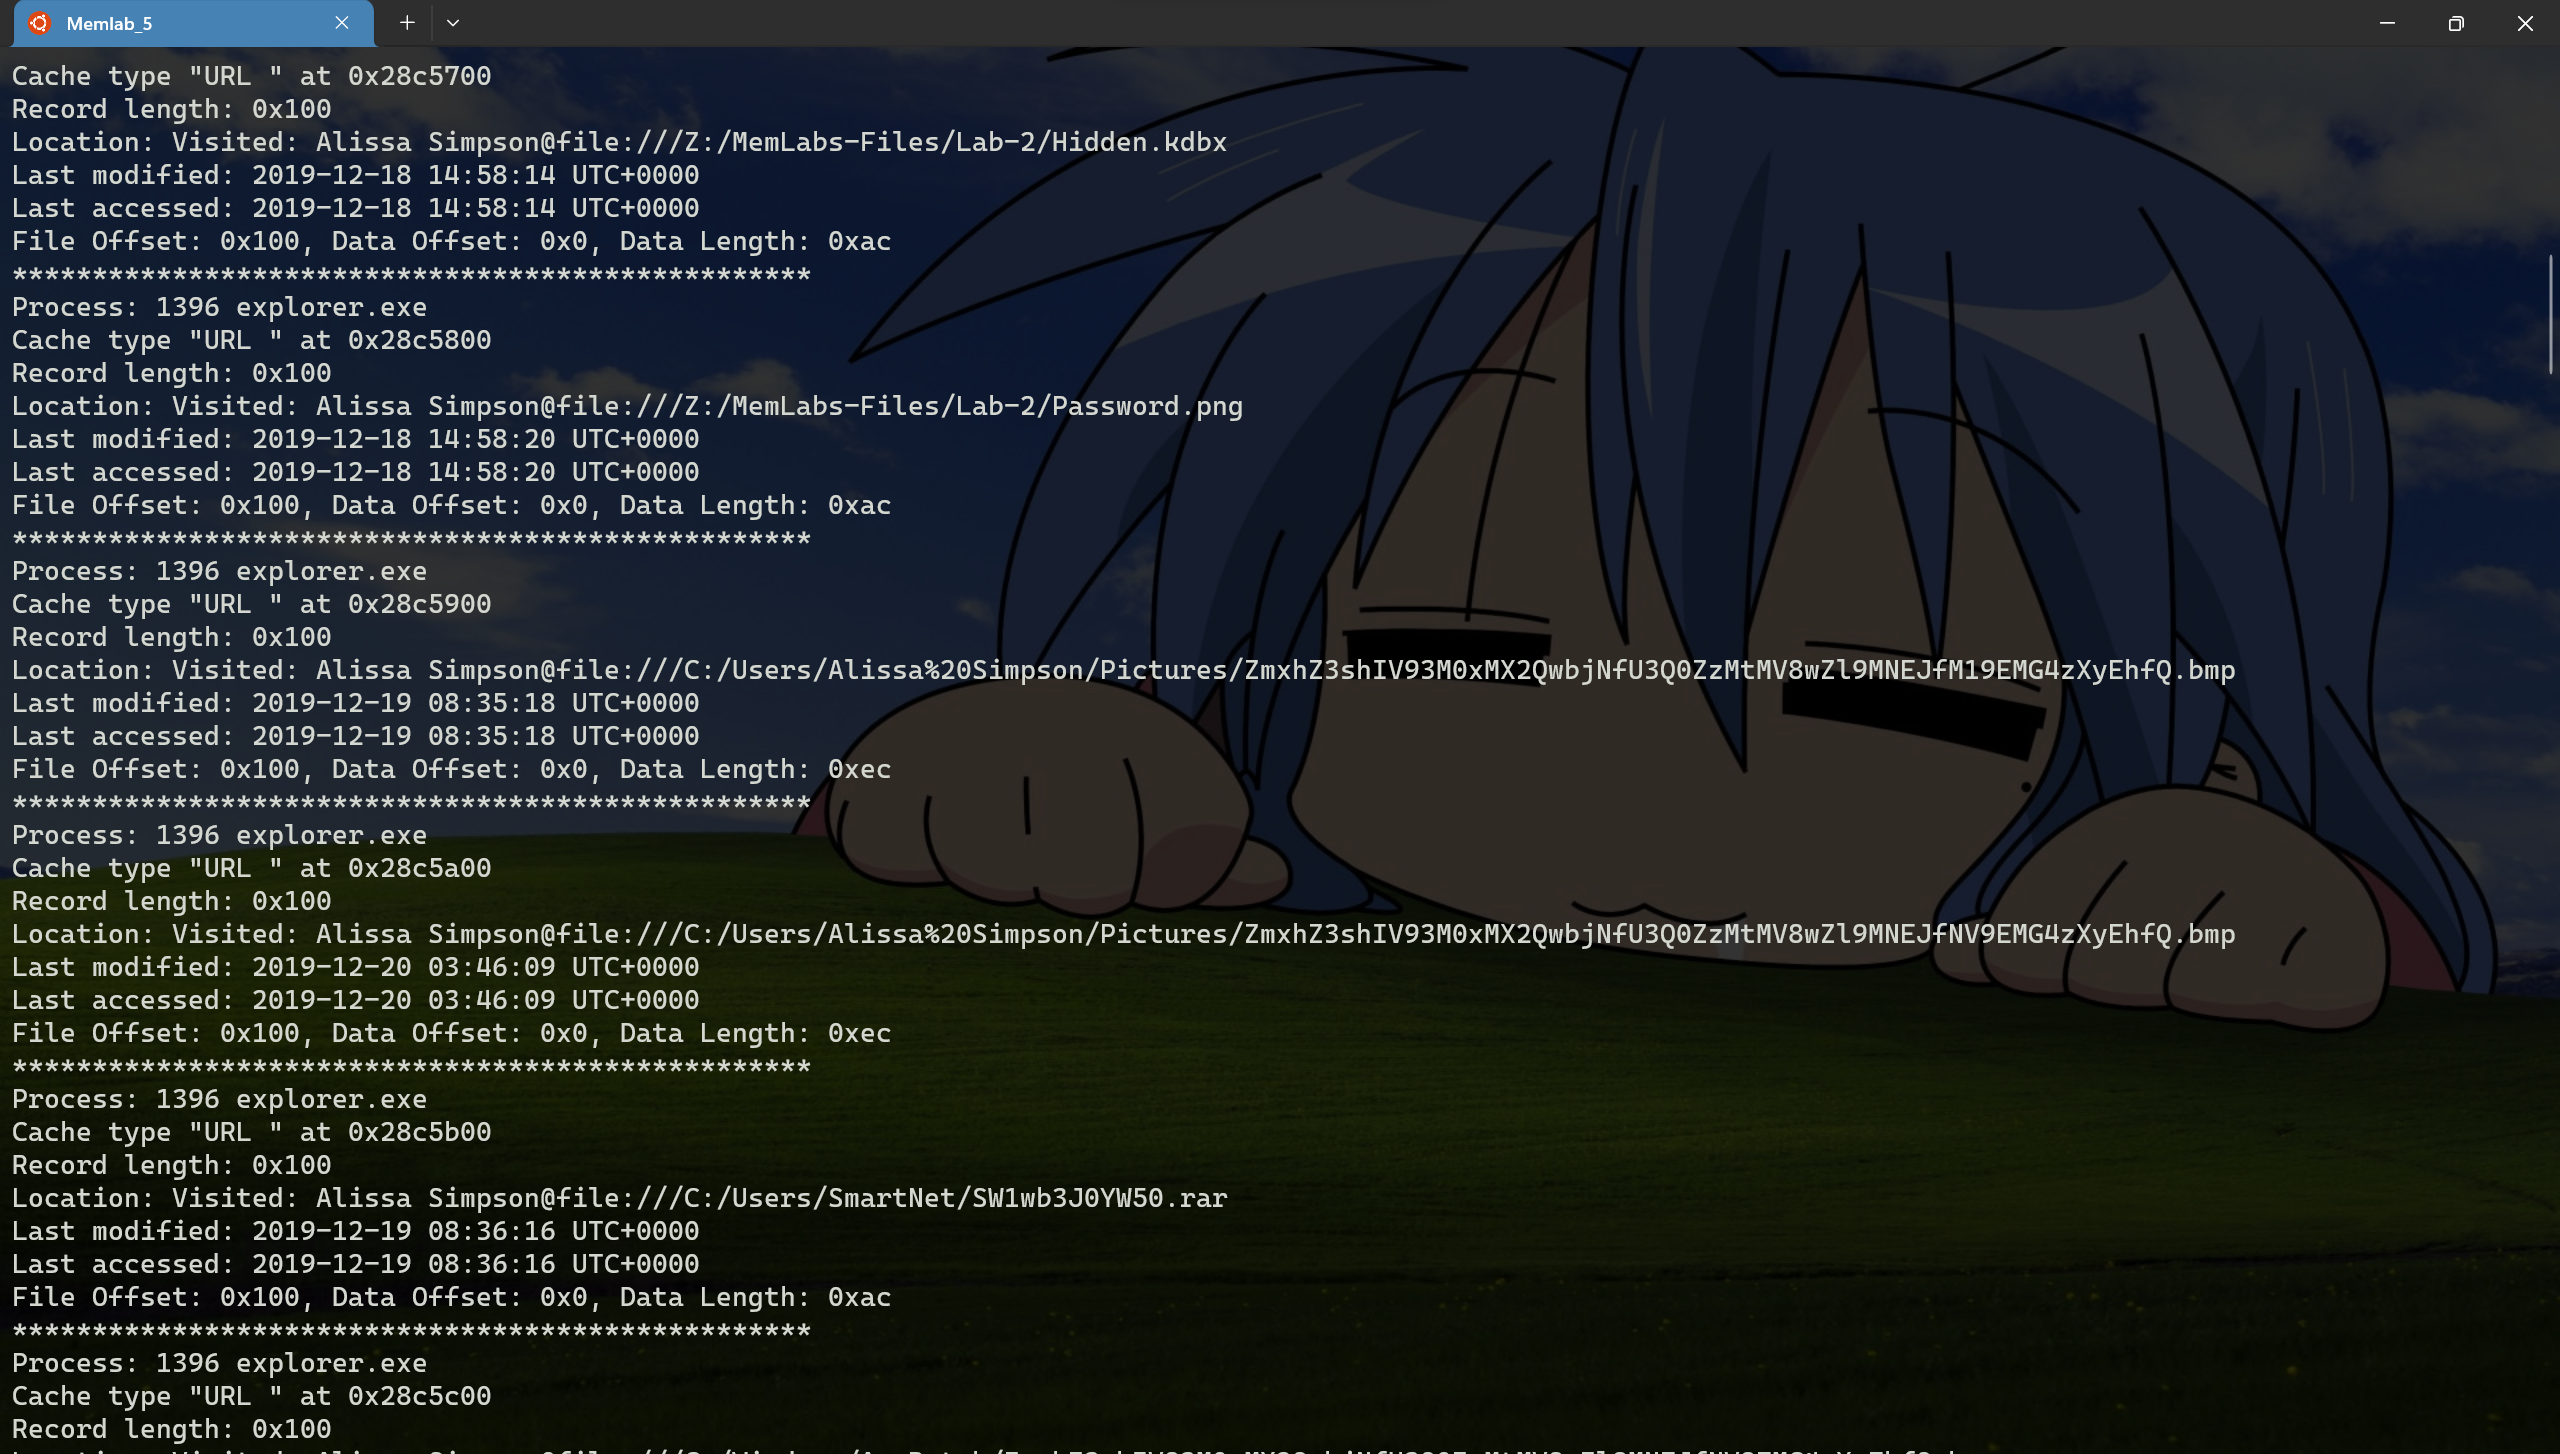 Memlab_5
Cache type "URL " at 0x28c5700
Record length: 0x100
Location: Visited: Alissa Simpson@file:///Z:/MemLabs-Files/Lab-2/Hidden.kdbx
Last modified: 2019-12-18 14:58:14 UTC+0000
Last accessed: 2019-12-18 14:58:14 UTC+0000
File Offset: 0x100, Data Offset: 0x0, Data Length: 0xac
**************************************************
Process: 1396 explorer.exe
Cache type "URL " at 0x28c5800
Record length: 0x100
Location: Visited: Alissa Simpson@file:///Z:/MemLabs-Files/Lab-2/Password.png
Last modified: 2019-12-18 14:58:20 UTC+0000
Last accessed: 2019-12-18 14:58:20 UTC+0000
File Offset: 0x100, Data Offset: 0x0, Data Length: 0xac
**************************************************
Process: 1396 explorer.exe
Cache type "URL " at 0x28c5900
Record length: 0x100
Location: Visited: Alissa Simpson@file:///C:/Users/Alissa%20Simpson/Pictures/ZmxhZ3shIV93M0xMX2QwbjNfU3Q0ZzMtMV8wZl9MNEJfM19EMG4zXyEhfQ.bmp
Last modified: 2019-12-19 08:35:18 UTC+0000
Last accessed: 2019-12-19 08:35:18 UTC+0000
File Offset: 0x100, Data Offset: 0x0, Data Length: 0xec
**************************************************
Process: 1396 explorer.exe
Cache type "URL " at 0x28c5a00
Record length: 0x100
Location: Visited: Alissa Simpson@file:///C:/Users/Alissa%20Simpson/Pictures/ZmxhZ3shIV93M0xMX2QwbjNfU3Q0ZzMtMV8wZl9MNEJfNV9EMG4zXyEhfQ.bmp
Last modified: 2019-12-20 03:46:09 UTC+0000
Last accessed: 2019-12-20 03:46:09 UTC+0000
File Offset: 0x100, Data Offset: 0x0, Data Length: 0xec
**************************************************
Process: 1396 explorer.exe
Cache type "URL " at 0x28c5b00
Record length: 0x100
Location: Visited: Alissa Simpson@file:///C:/Users/SmartNet/SW1wb3J0YW50.rar
Last modified: 2019-12-19 08:36:16 UTC+0000
Last accessed: 2019-12-19 08:36:16 UTC+0000
File Offset: 0x100, Data Offset: 0x0, Data Length: 0xac
**************************************************
Process: 1396 explorer.exe
Cache type "URL " at 0x28c5c00
Record length: 0x100